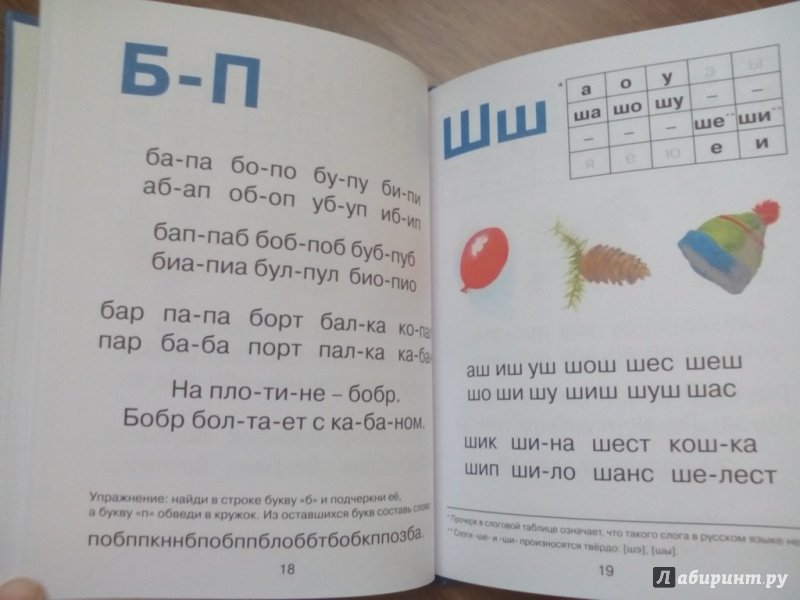 Б-П
ба-па бо-по бу-пу би-пи
аб-ап об-оп уб-уп иб-ип
бап-паб боб-поб буб-пуб
биа-пиа бул-пул био-пио
бар па-па борт бал-ка
пар ба-ба порт пал-ка
На пло-ти-не – бобр.
Бобр бол-та-ет с ка-ба-ном.
Упражнение: найди в строке букву «б» и подчеркни её,
а букву «п» обведи в кружок. Из оставшихся букв составь слова.
18
Шш
* а о у э ы
ша шо шу – –
– – – ше** ши**
я ё ю е и
аш иш уш шош шес шеш
шо ши шу шиш шуш шас
шик ши-на шест кош-ка
шип ши-ло шанс ше-лест
* Прочерк в слоговой таблице означает, что такого слога в русском языке
** Слоги -ше- и -ши- произносятся твёрдо: [шэ], [шы].
19
Лабиринт.ру